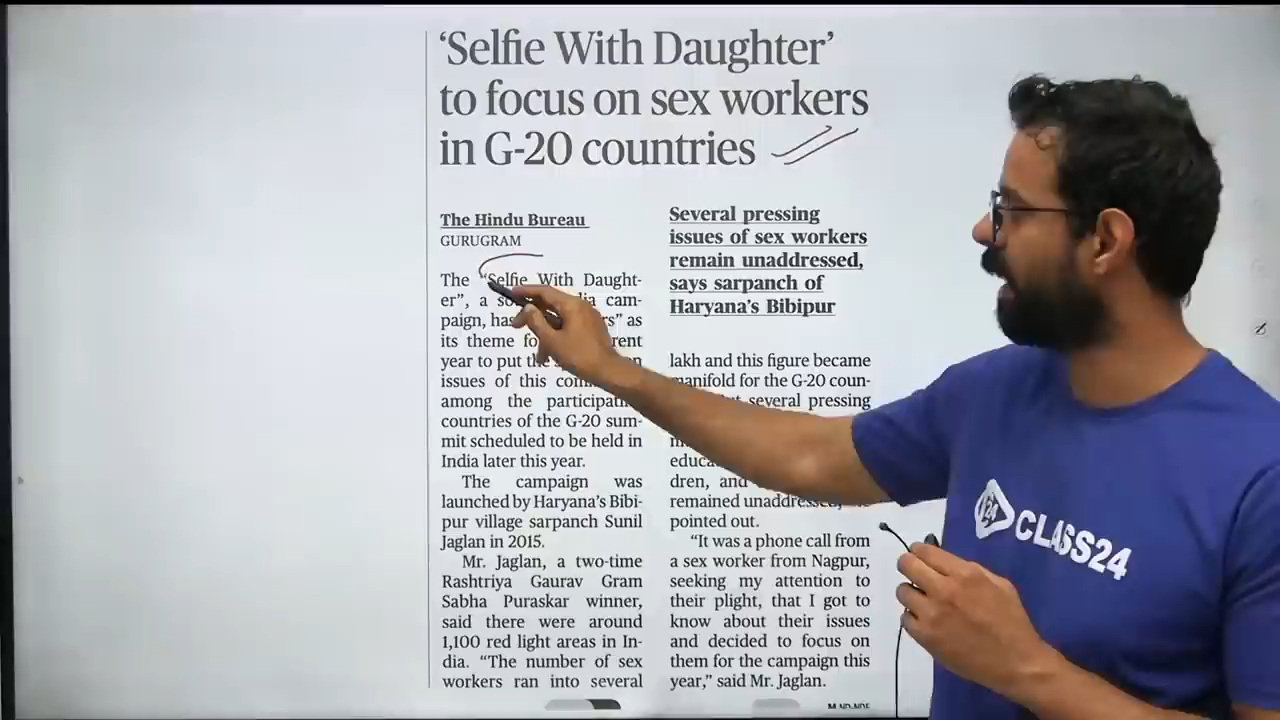 ‘Selfie With Daughter’
to focus on sex workers
in G-20 countries
The Hindu Bureau
GURUGRAM
The “Selfie With Daught-
er”, a cam-
paign, has as
its theme
year to put the
issues of this
among the
countries of the G-20 sum-
mit scheduled to be held in
India later this year.
The campaign was
launched by Haryana’s Bibi-
pur village sarpanch Sunil
Jaglan in 2015.
Mr. Jaglan, a two-time
Rashtriya Gaurav Gram
Sabha Puraskar winner,
said there were around
1,100 red light areas in In-
dia. “The number of sex
workers ran into several
Several pressing
issues of sex workers
remain unaddressed,
says sarpanch of
Haryana’s Bibipur
lakh and this figure became
manifold for the G-20 coun-
several pressing
dren, and
remained unaddressed,
pointed out.
“It was a phone call from
a sex worker from Nagpur,
seeking my attention to
their plight, that I got to
know about their issues
and decided to focus on
them for the campaign this
year,” said Mr. Jaglan.
24
CLASS24